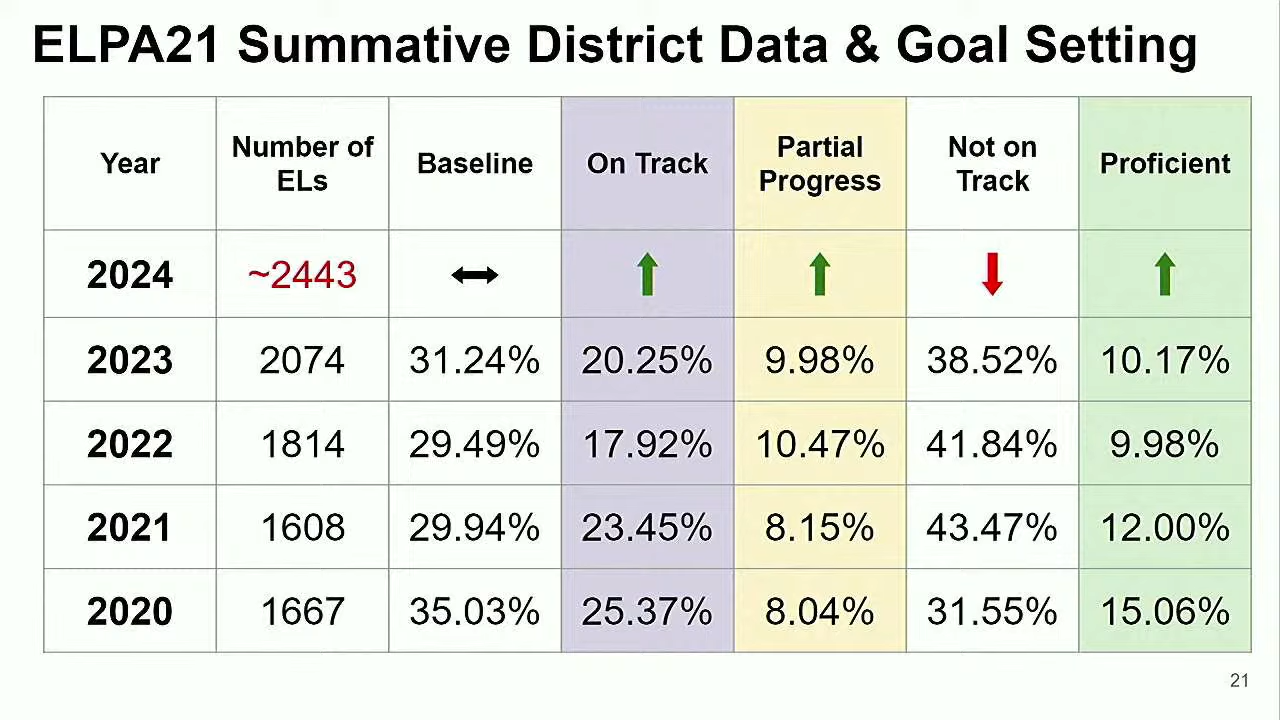 ELPA21 Summative District Data & Goal Setting
Year Number of ELs Baseline On Track Partial Progress Not on Track Proficient
2024 ~2443
2023 2074 31.24% 20.25% 9.98% 38.52% 10.17%
2022 1814 29.49% 17.92% 10.47% 41.84% 9.98%
2021 1608 29.94% 23.45% 8.15% 43.47% 12.00%
2020 1667 35.03% 25.37% 8.04% 31.55% 15.06%
21